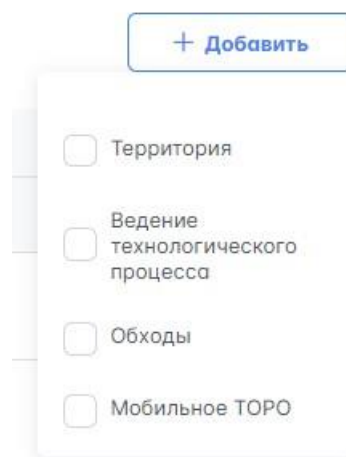 + Добавить
Территория
Ведение
технологического
процесса
Обходы
Мобильное ТОРО